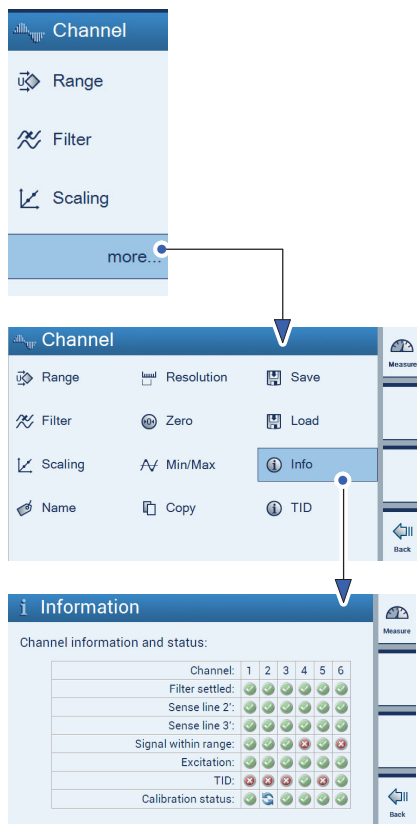 Channel
Range
Filter
Scaling
more...
Channel
Range Resolution Save
Filter Zero Load
Scaling Min/Max Info
Name Copy TID
Measure
Back
Information
Channel information and status:
Channel: 1 2 3 4 5 6
Filter settled:
Sense line 2':
Sense line 3':
Signal within range:
Excitation:
TID:
Calibration status:
Measure
Back